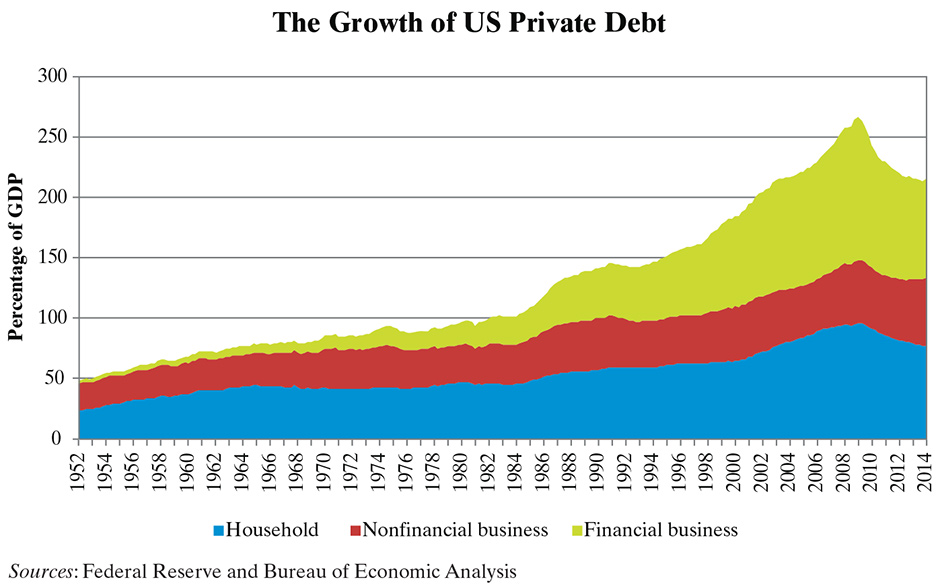 The Growth of US Private Debt
Percentage of GDP
300
250
200
150
100
50
0
1952 1954 1956 1958 1960 1962 1964 1966 1968 1970 1972 1974 1976 1978 1980 1982 1984 1986 1988 1990 1992 1994 1996 1998 2000 2002 2004 2006 2008 2010 2012 2014
Household Nonfinancial business Financial business
Sources: Federal Reserve and Bureau of Economic Analysis